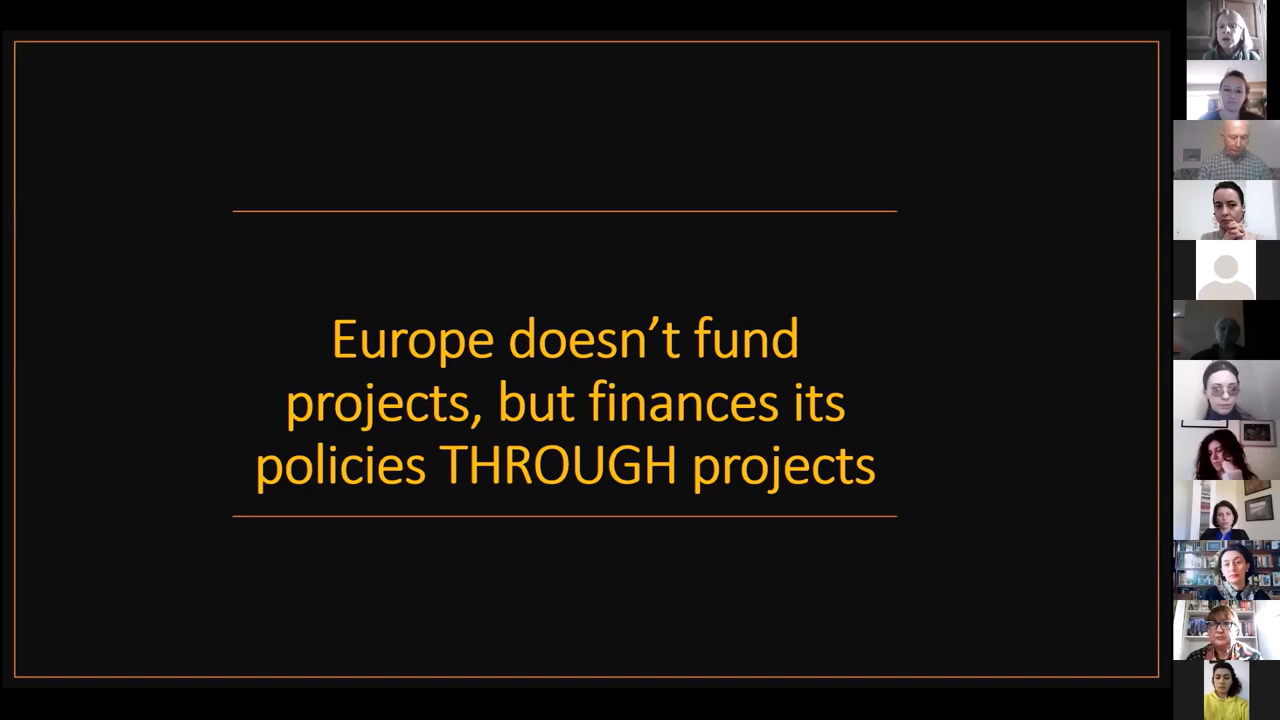 Europe doesn’t fund
projects, but finances its
policies THROUGH projects